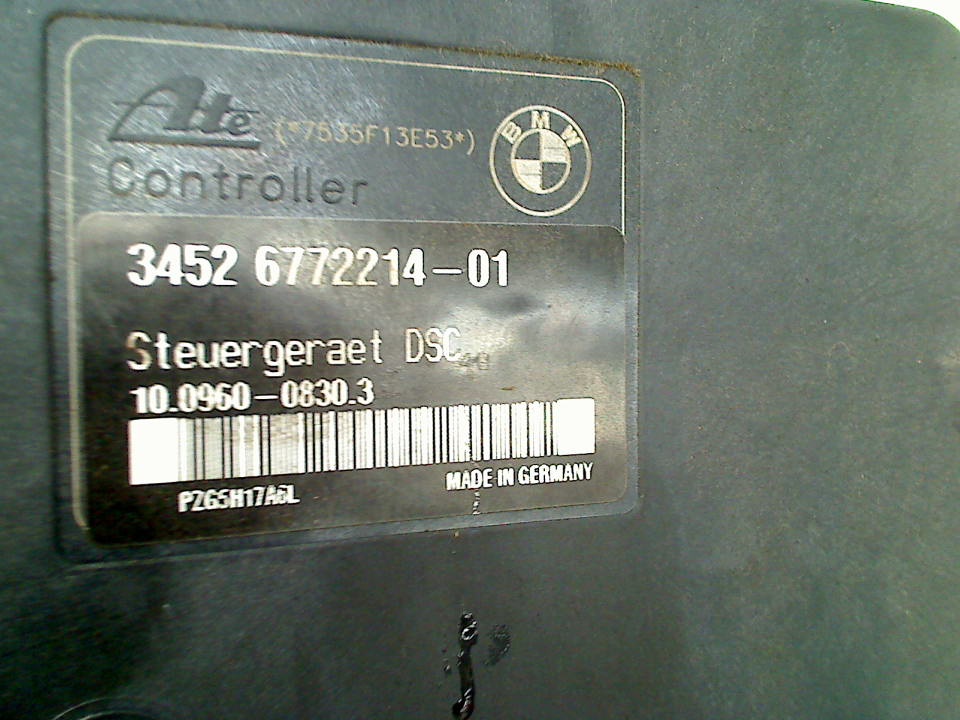 Ate (*7535F13E53*)
BMW
Controller
3452 6772214-01
Steuergeraet DSC
10.0960-0830.3
MADE IN GERMANY
PZG5H17A6L